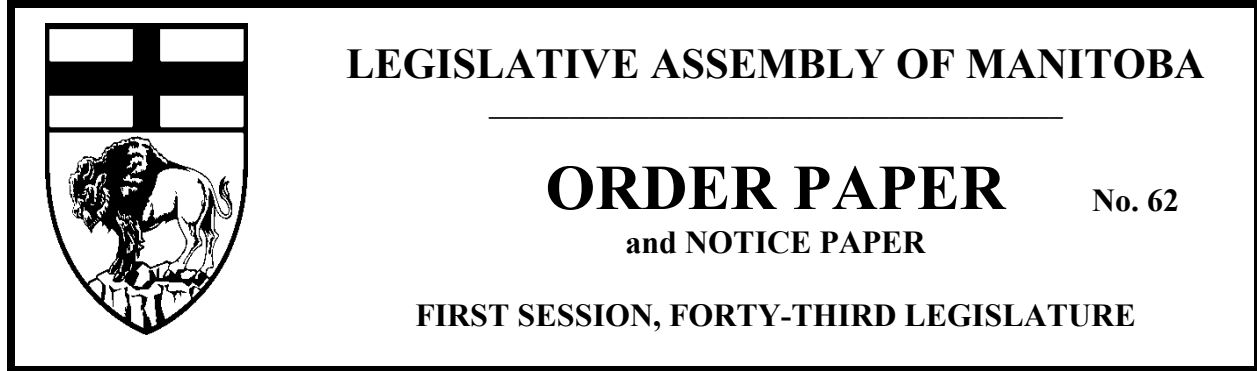 LEGISLATIVE ASSEMBLY OF MANITOBA
ORDER PAPER No. 62
and NOTICE PAPER
FIRST SESSION, FORTY-THIRD LEGISLATURE